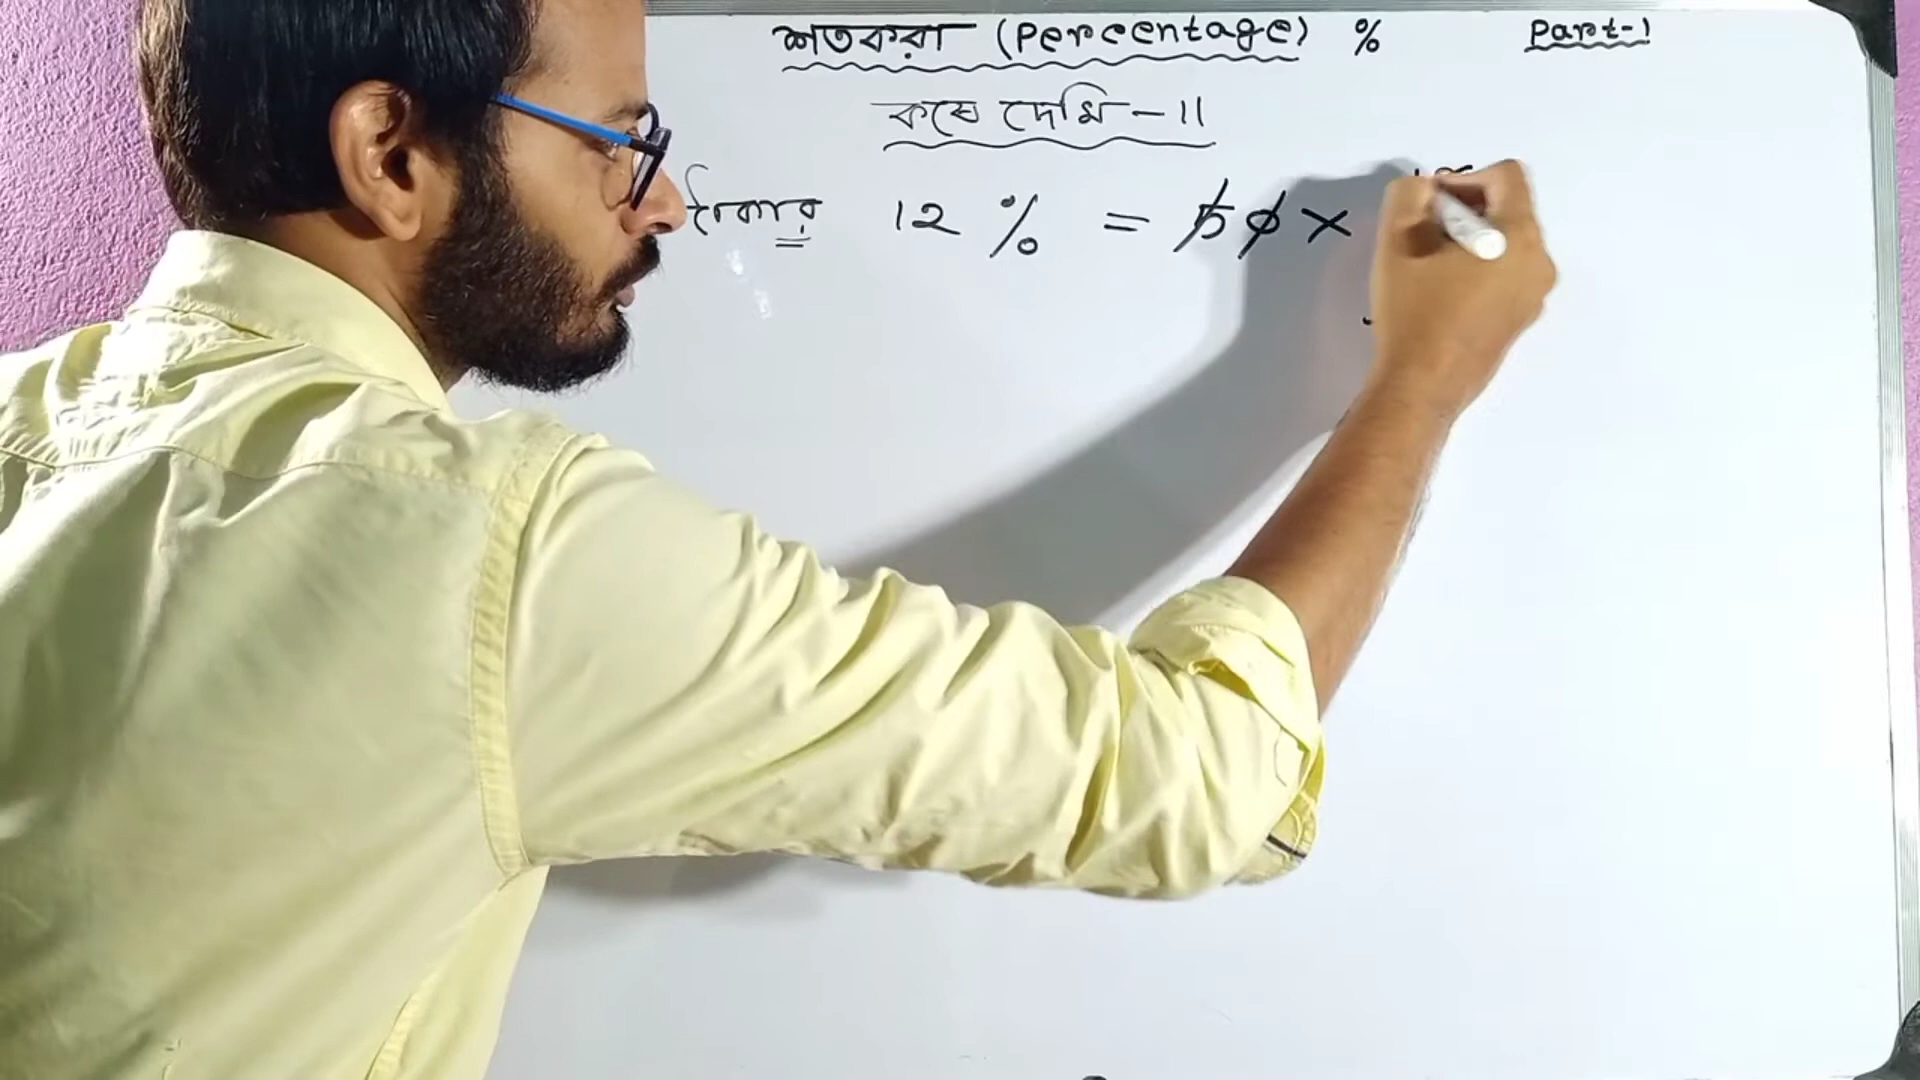 শতকরা (Percentage) % Part-1
কষে দেখি - 11
টাকার 12 % = 50 ×